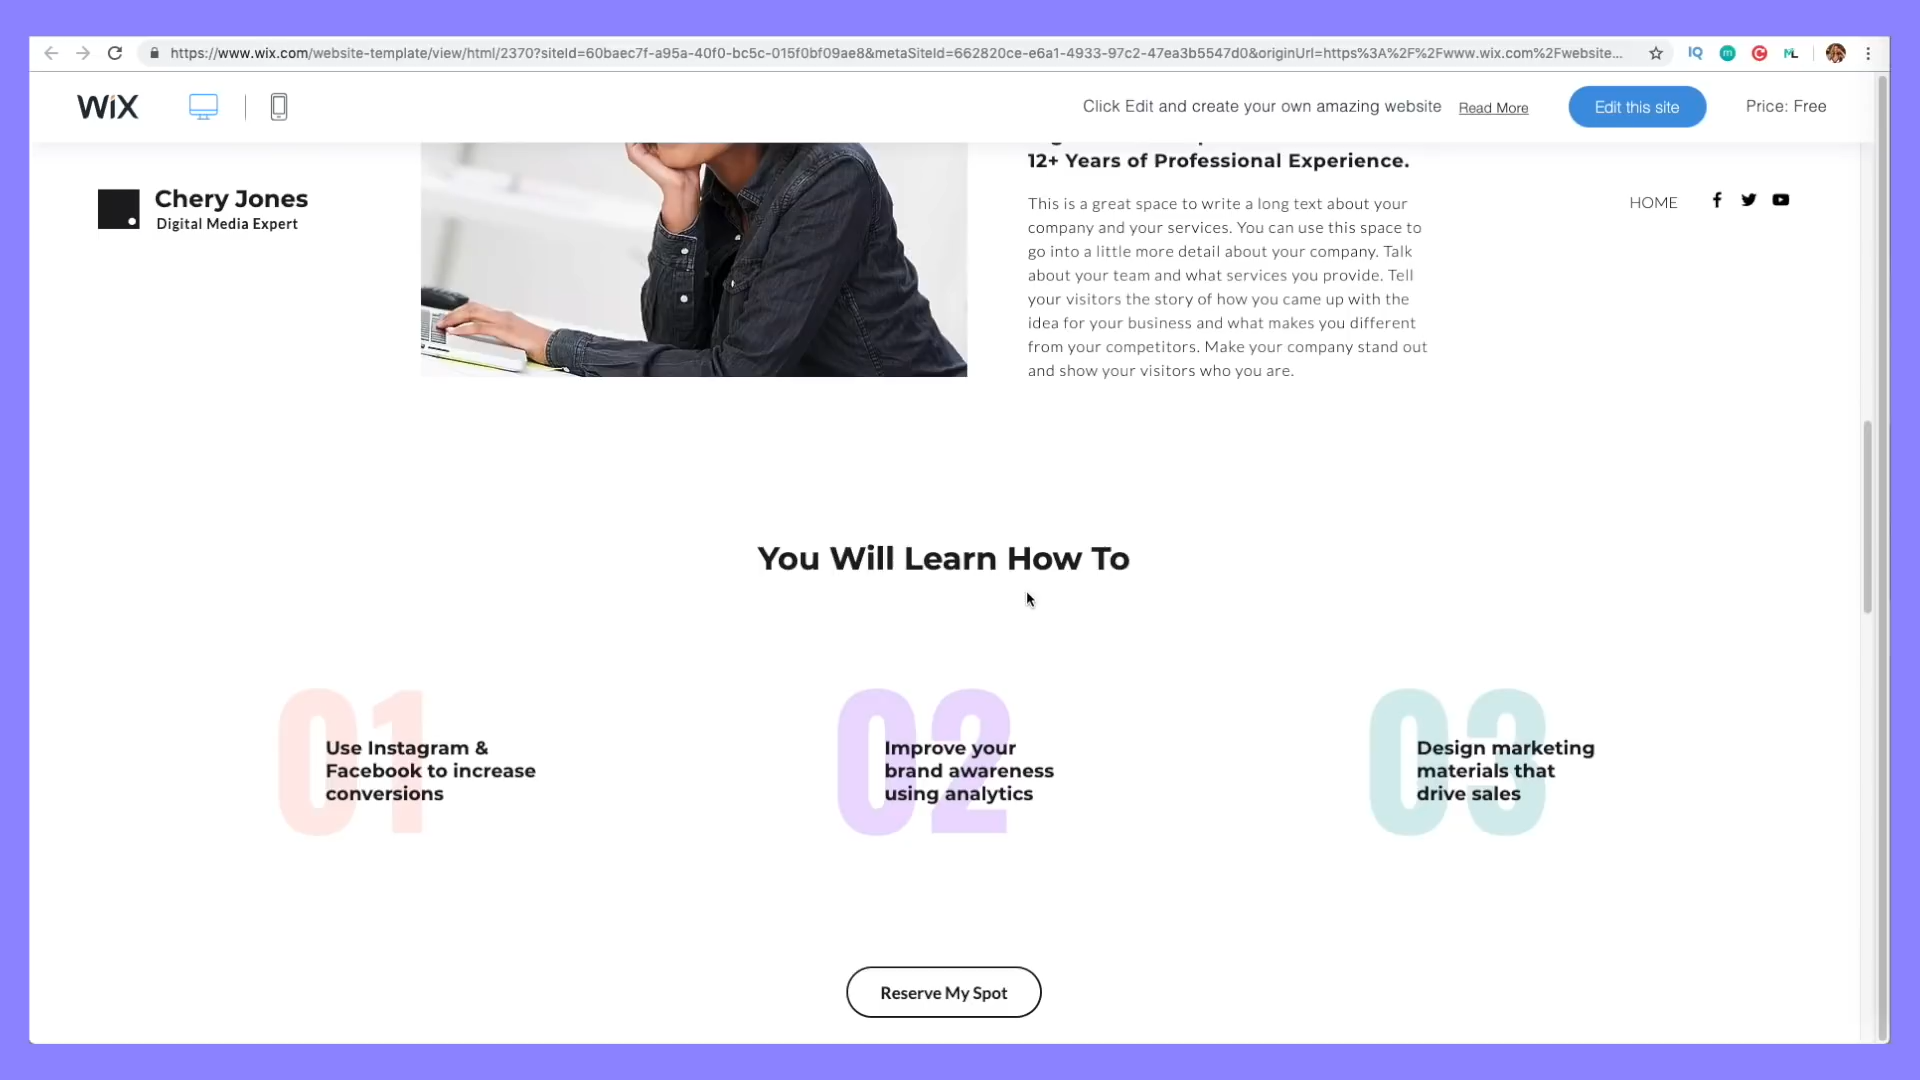 https://www.wix.com/website-template/view/html/2370?siteId=60baec7f-a95a-40f0-bc5c-015f0bf09ae8&metaSiteId=662820ce-e6a1-4933-97c2-47ea3b5547d0&originUrl=https%3A%2F%2Fwww.wix.com%2Fwebsite...
WiX
Click Edit and create your own amazing website Read More
Edit this site
Price: Free
Chery Jones
Digital Media Expert
12+ Years of Professional Experience.
This is a great space to write a long text about your
company and your services. You can use this space to
go into a little more detail about your company. Talk
about your team and what services you provide. Tell
your visitors the story of how you came up with the
idea for your business and what makes you different
from your competitors. Make your company stand out
and show your visitors who you are.
HOME
You Will Learn How To
01
Use Instagram &
Facebook to increase
conversions
02
Improve your
brand awareness
using analytics
03
Design marketing
materials that
drive sales
Reserve My Spot